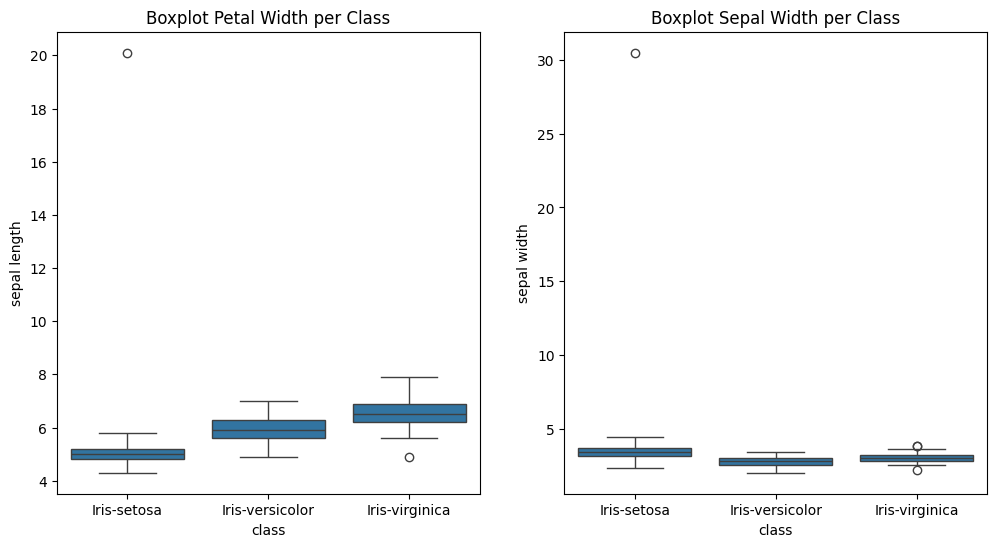 Boxplot Petal Width per Class
sepal length
20
18
16
14
12
10
8
6
4
Iris-setosa Iris-versicolor Iris-virginica
class
Boxplot Sepal Width per Class
sepal width
30
25
20
15
10
5
Iris-setosa Iris-versicolor Iris-virginica
class